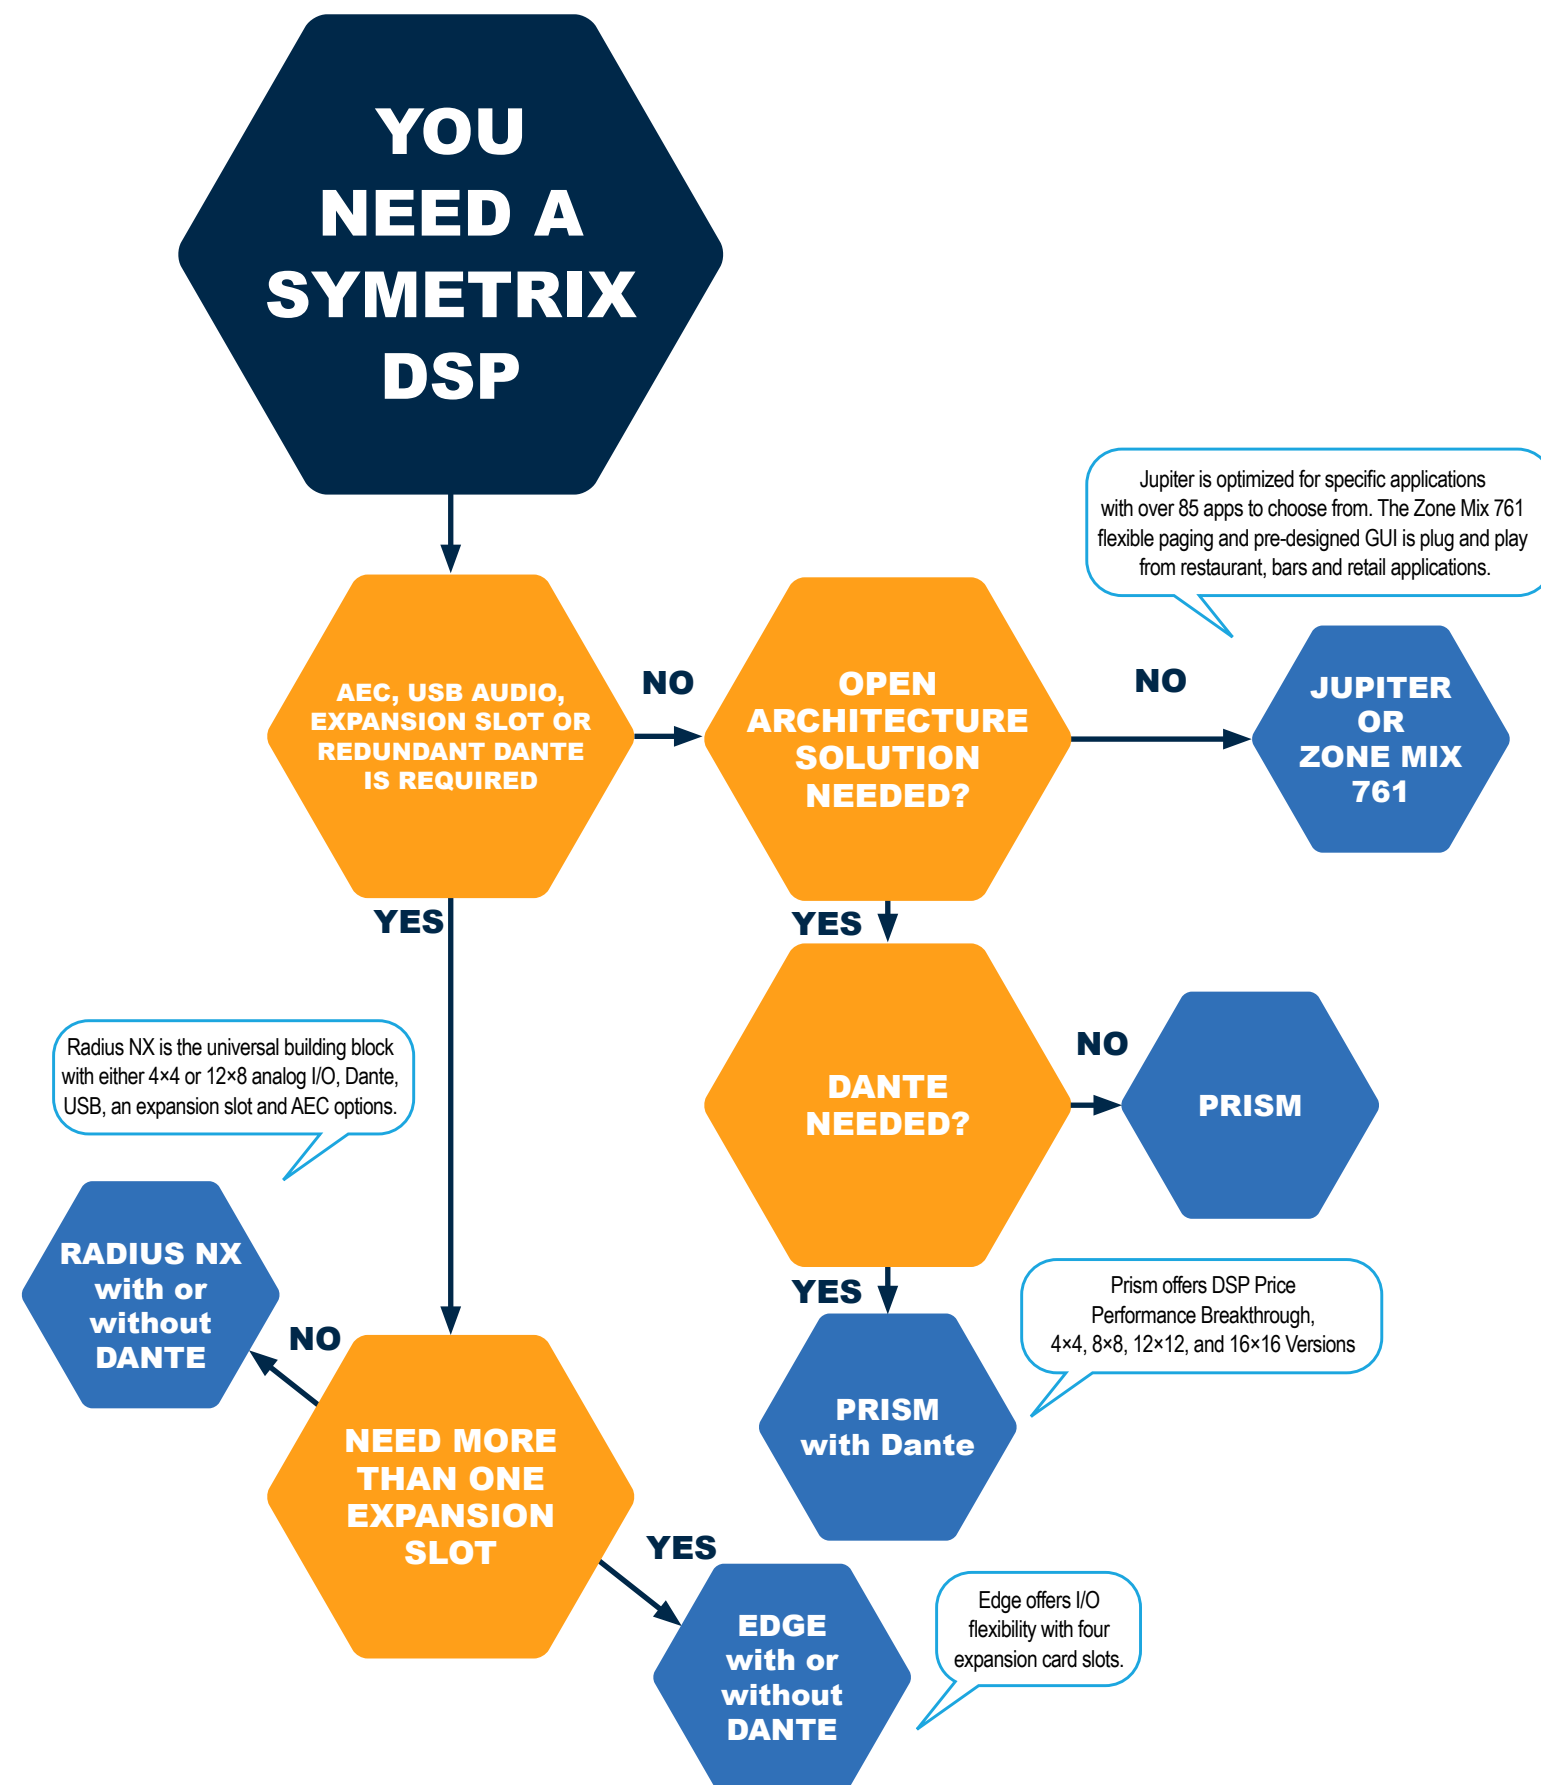 YOU
NEED A
SYMETRIX
DSP
Jupiter is optimized for specific applications
with over 85 apps to choose from. The Zone Mix 761
flexible paging and pre-designed GUI is plug and play
from restaurant, bars and retail applications.
AEC, USB AUDIO,
EXPANSION SLOT OR
REDUNDANT DANTE
IS REQUIRED
NO
OPEN
ARCHITECTURE
SOLUTION
NEEDED?
NO
JUPITER
OR
ZONE MIX
761
YES
YES
Radius NX is the universal building block
with either 4×4 or 12×8 analog I/O, Dante,
USB, an expansion slot and AEC options.
DANTE
NEEDED?
NO
PRISM
RADIUS NX
with or
without
DANTE
NO
YES
Prism offers DSP Price
Performance Breakthrough,
4×4, 8×8, 12×12, and 16×16 Versions
PRISM
with Dante
NEED MORE
THAN ONE
EXPANSION
SLOT
YES
EDGE
with or
without
DANTE
Edge offers I/O
flexibility with four
expansion card slots.